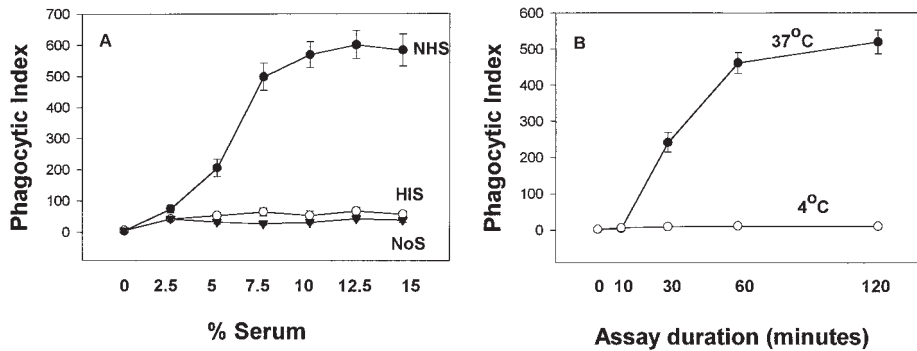 A
Phagocytic Index
700
600
500
400
300
200
100
0
NHS
HIS
NoS
0 2.5 5 7.5 10 12.5 15
% Serum
B
Phagocytic Index
600
500
400
300
200
100
0
37°C
4°C
0 10 30 60 120
Assay duration (minutes)